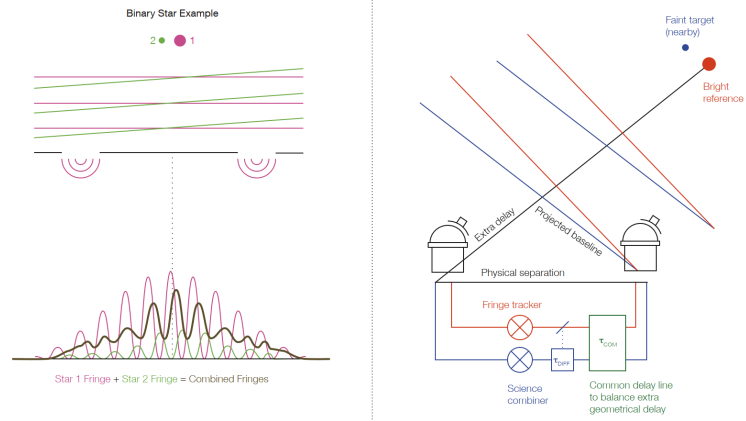 Binary Star Example
2 1
Star 1 Fringe + Star 2 Fringe = Combined Fringes
Faint target
(nearby)
Bright
reference
Extra delay
Projected baseline
Physical separation
Fringe tracker
τCOM
τDIFF
Science
combiner
Common delay line
to balance extra
geometrical delay